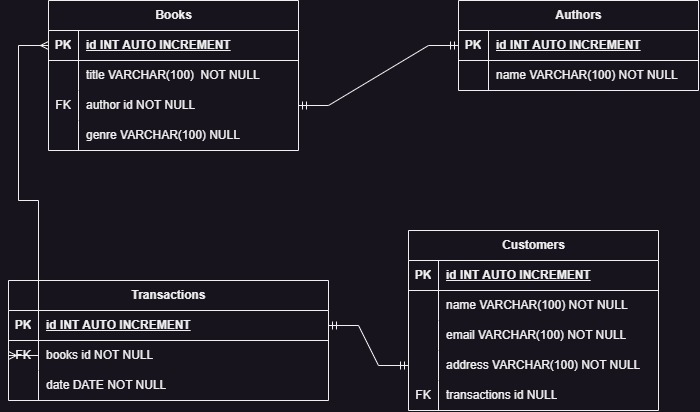 Books
PK id INT AUTO INCREMENT
title VARCHAR(100) NOT NULL
FK author id NOT NULL
genre VARCHAR(100) NULL
Authors
PK id INT AUTO INCREMENT
name VARCHAR(100) NOT NULL
Transactions
PK id INT AUTO INCREMENT
FK books id NOT NULL
date DATE NOT NULL
Customers
PK id INT AUTO INCREMENT
name VARCHAR(100) NOT NULL
email VARCHAR(100) NOT NULL
address VARCHAR(100) NOT NULL
FK transactions id NULL